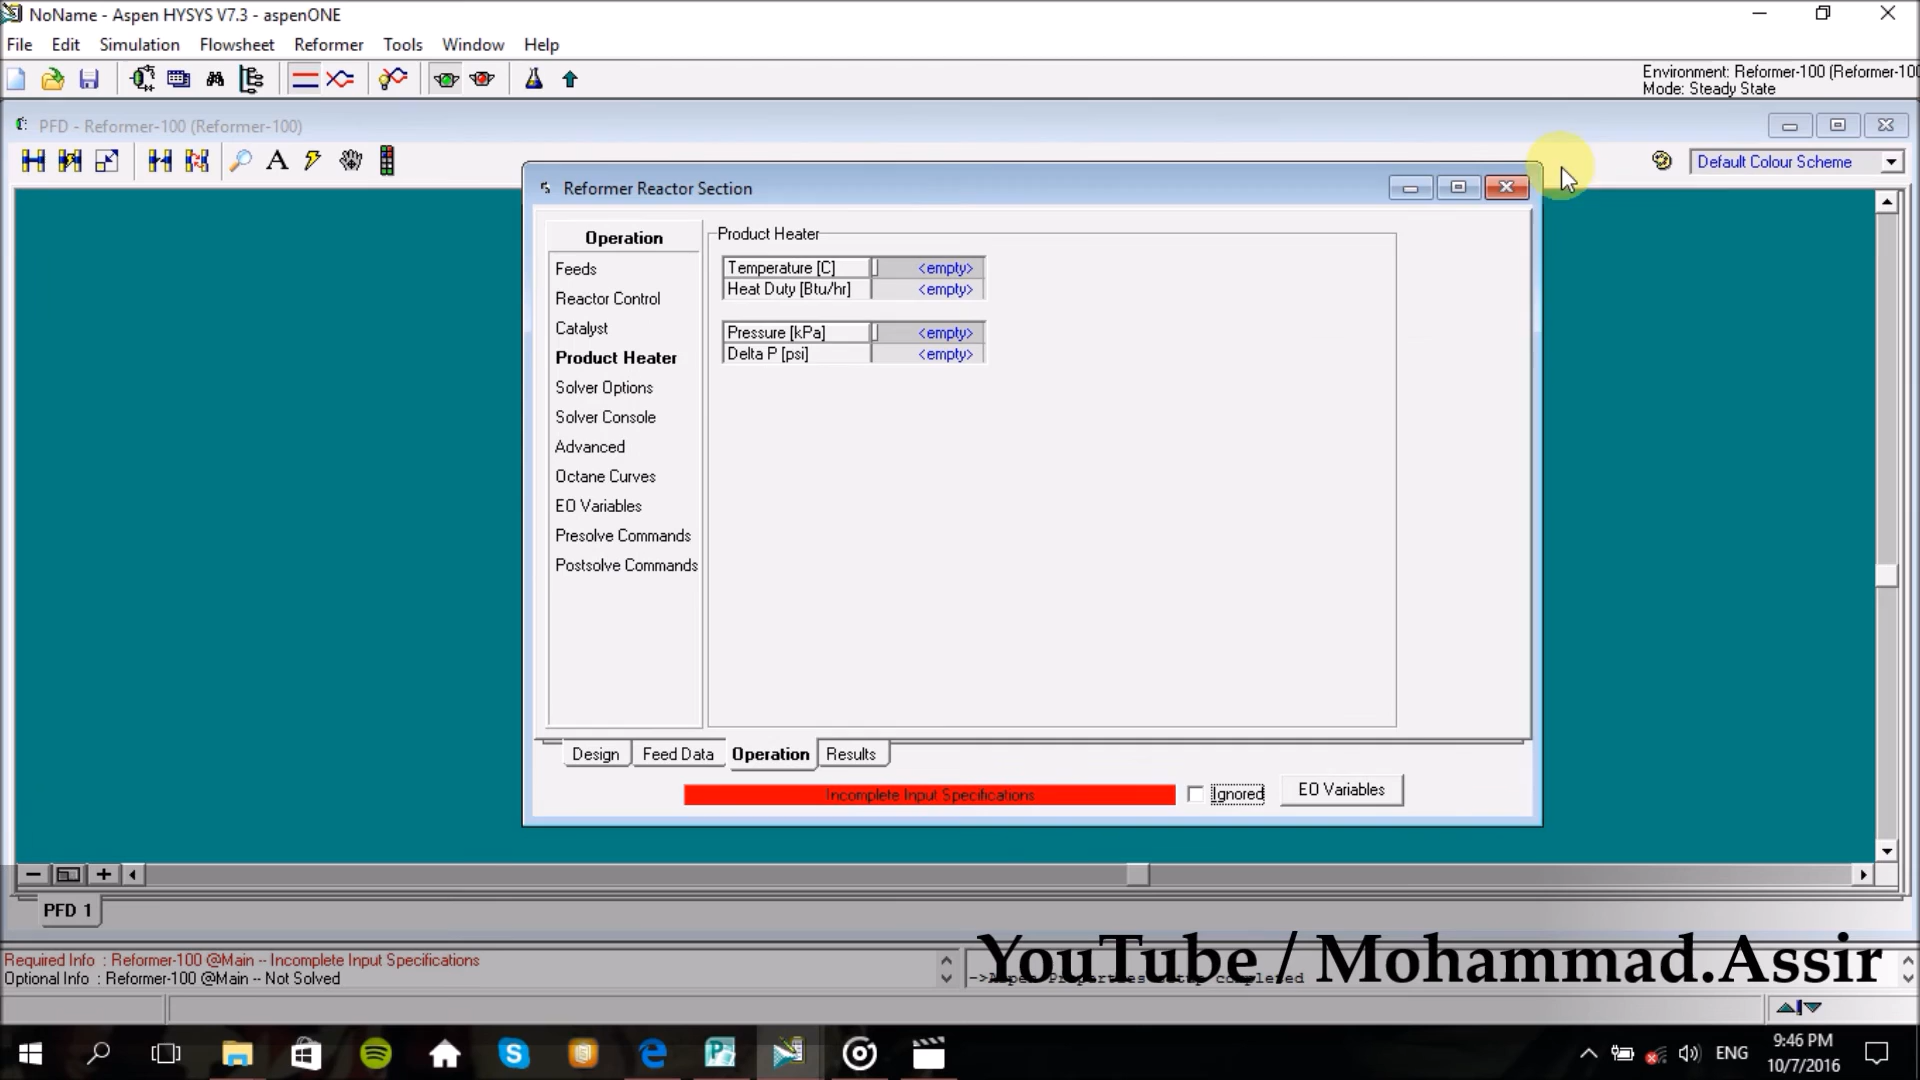 NoName - Aspen HYSYS V7.3 - aspenONE
File Edit Simulation Flowsheet Reformer Tools Window Help
Environment: Reformer-100 (Reformer-100
Mode: Steady State
PFD - Reformer-100 (Reformer-100)
A
Default Colour Scheme
Reformer Reactor Section
Operation
Feeds
Reactor Control
Catalyst
Product Heater
Solver Options
Solver Console
Advanced
Octane Curves
EO Variables
Presolve Commands
Postsolve Commands
Product Heater
Temperature [C] <empty>
Heat Duty [Btu/hr] <empty>
Pressure [kPa] <empty>
Delta P [psi] <empty>
Design Feed Data Operation Results
Incomplete Input Specifications
Ignored
EO Variables
PFD 1
Required Info : Reformer-100 @Main -- Incomplete Input Specifications
Optional Info : Reformer-100 @Main -- Not Solved
->Aspen Properties setup completed
YouTube / Mohammad.Assir
ENG
9:46 PM
10/7/2016